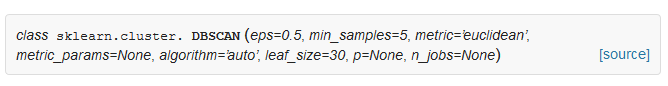 class sklearn.cluster. DBSCAN (eps=0.5, min_samples=5, metric=’euclidean’,
metric_params=None, algorithm=’auto’, leaf_size=30, p=None, n_jobs=None) [source]